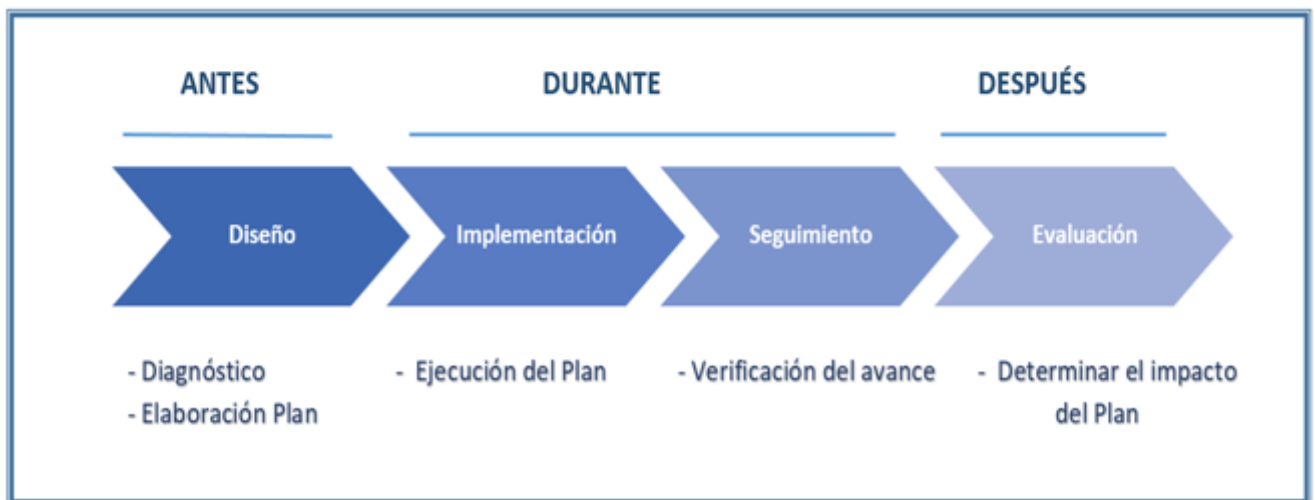 ANTES
DURANTE
DESPUÉS
Diseño
Implementación
Seguimiento
Evaluación
- Diagnóstico
- Elaboración Plan
- Ejecución del Plan
- Verificación del avance
- Determinar el impacto
del Plan